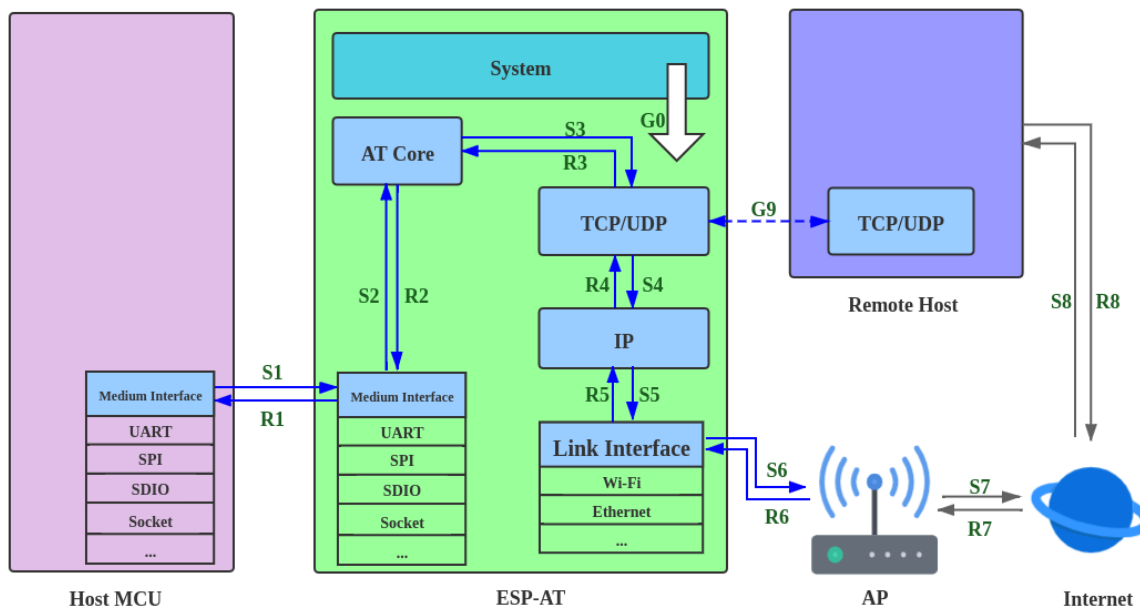 System
G0
AT Core
S3
R3
TCP/UDP
G9
TCP/UDP
S2
R2
R4
S4
Remote Host
S8
R8
IP
S1
R1
Medium Interface
UART
SPI
SDIO
Socket
...
Medium Interface
UART
SPI
SDIO
Socket
...
R5
S5
Link Interface
Wi-Fi
Ethernet
...
S6
R6
S7
R7
Host MCU
ESP-AT
AP
Internet